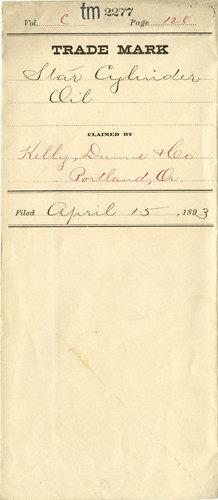 tm 2277
Vol. C Page 128
TRADE MARK
Star Cylinder
Oil
CLAIMED BY
Kelly, Dunne & Co
Portland, Or.
Filed April 15, 1893